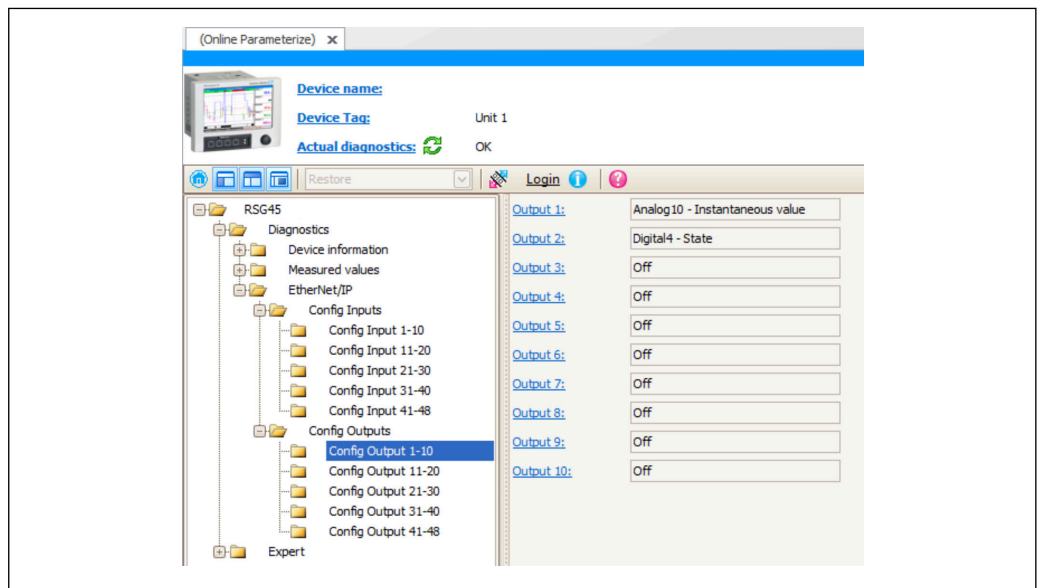 (Online Parameterize)
Device name:
Device Tag: Unit 1
Actual diagnostics: OK
Restore Login
RSG45
Diagnostics
Device information
Measured values
EtherNet/IP
Config Inputs
Config Input 1-10
Config Input 11-20
Config Input 21-30
Config Input 31-40
Config Input 41-48
Config Outputs
Config Output 1-10
Config Output 11-20
Config Output 21-30
Config Output 31-40
Config Output 41-48
Expert
Output 1: Analog10 - Instantaneous value
Output 2: Digital4 - State
Output 3: Off
Output 4: Off
Output 5: Off
Output 6: Off
Output 7: Off
Output 8: Off
Output 9: Off
Output 10: Off